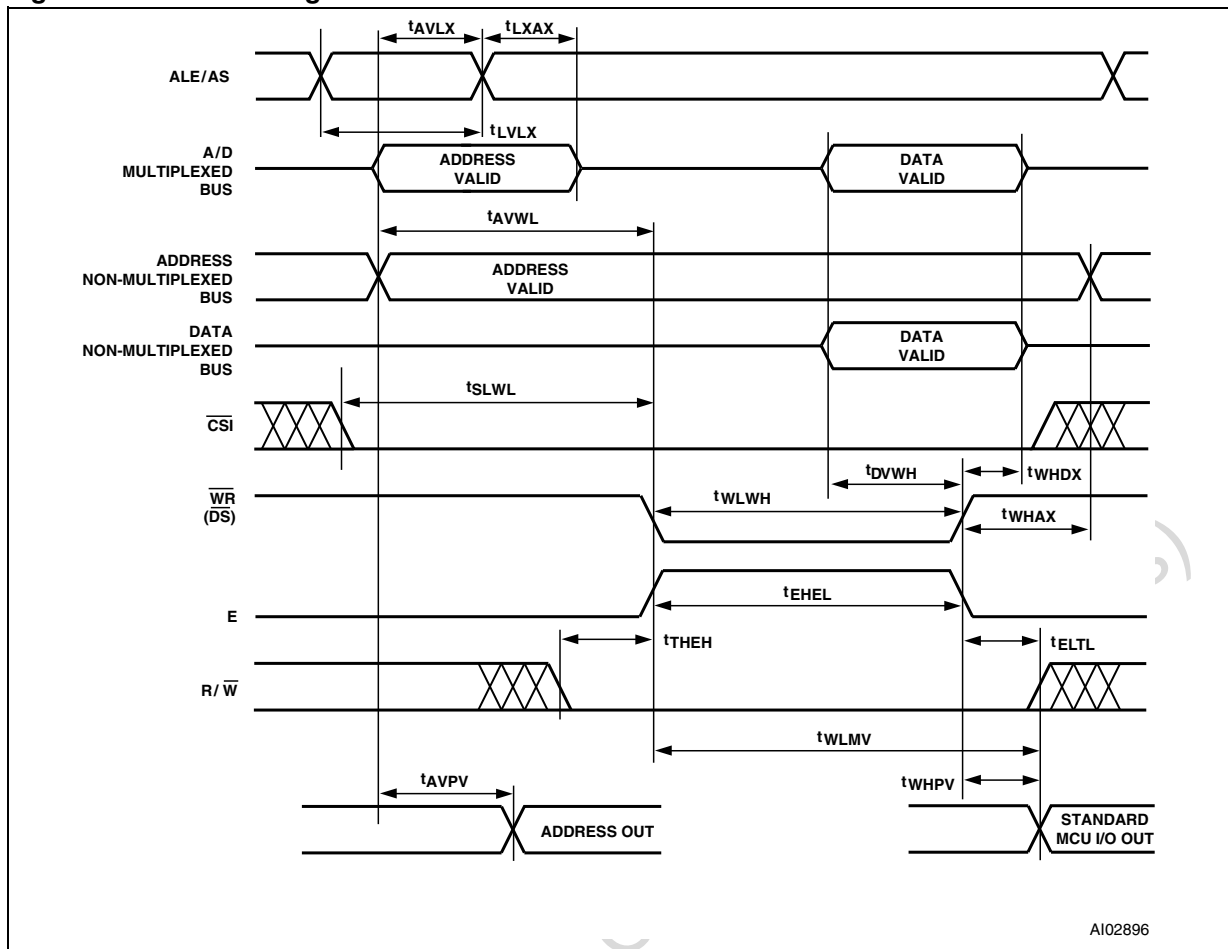 tAVLX
tLXAX
ALE/AS
tLVLX
A/D
MULTIPLEXED
BUS
ADDRESS
VALID
DATA
VALID
tAVWL
ADDRESS
NON-MULTIPLEXED
BUS
ADDRESS
VALID
DATA
NON-MULTIPLEXED
BUS
DATA
VALID
tSLWL
CSI
tDVWH
tWHDX
WR
(DS)
tWLWH
tWHAX
E
tEHEL
tTHEH
tELTL
R/ W
tWLMV
tAVPV
tWHPV
ADDRESS OUT
STANDARD
MCU I/O OUT
AI02896